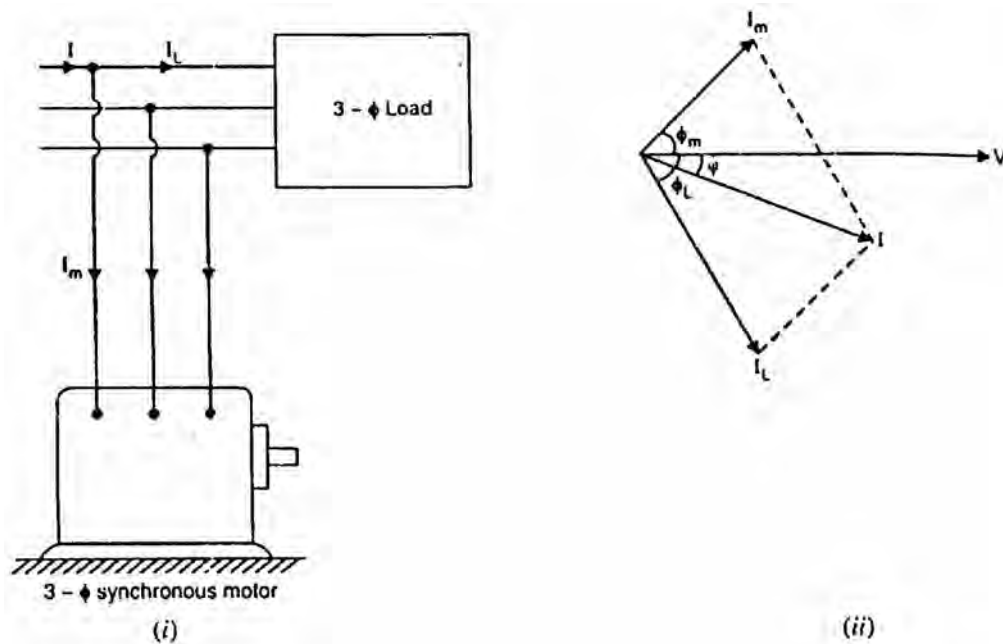 I
I_L
3 - ϕ Load
I_m
3 - ϕ synchronous motor
(i)
I_m
ϕ_m
V
φ
ϕ_L
I
I_L
(ii)